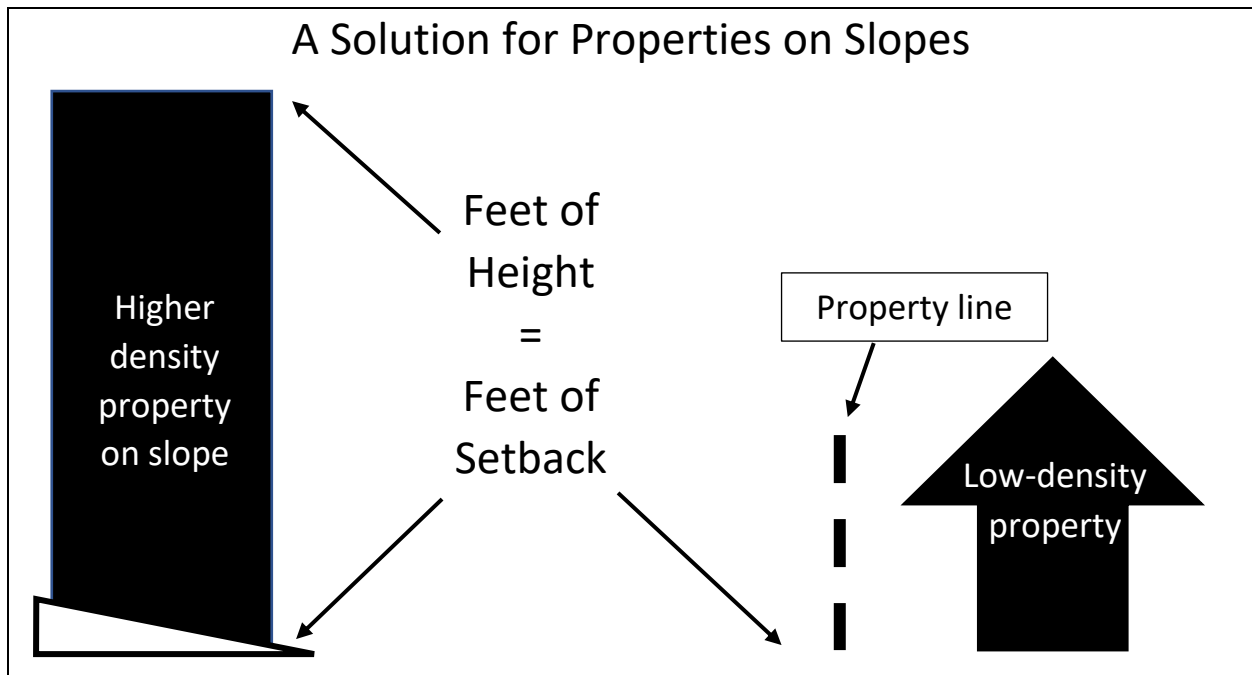 A Solution for Properties on Slopes
Higher
density
property
on slope
Feet of
Height
=
Feet of
Setback
Property line
Low-density
property